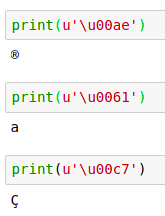 print(u'\u00ae')
®
print(u'\u0061')
a
print(u'\u00c7')
Ç